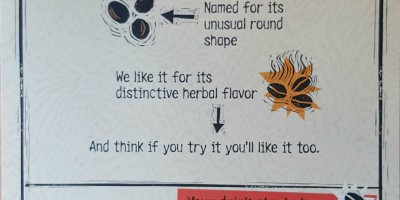 Named for its
unusual round
shape
We like it for its
distinctive herbal flavor
And think if you try it you'll like it too.